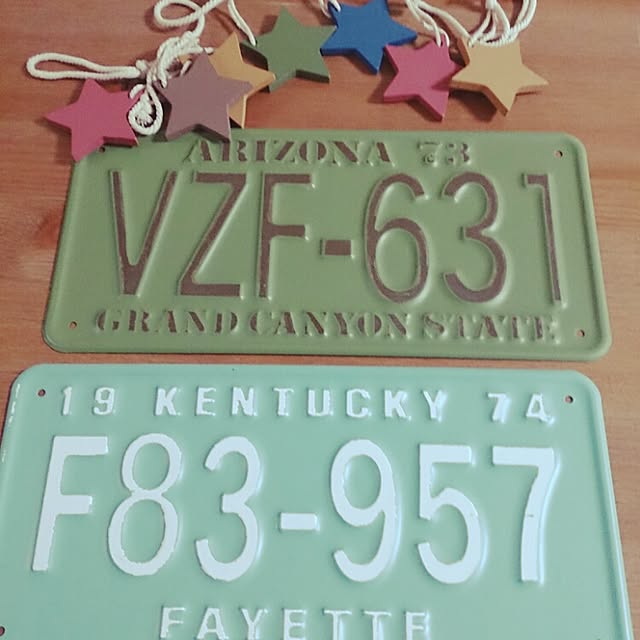 ARIZONA 73
VZF-631
GRAND CANYON STATE
19 KENTUCKY 74
F83-957
FAYETTE